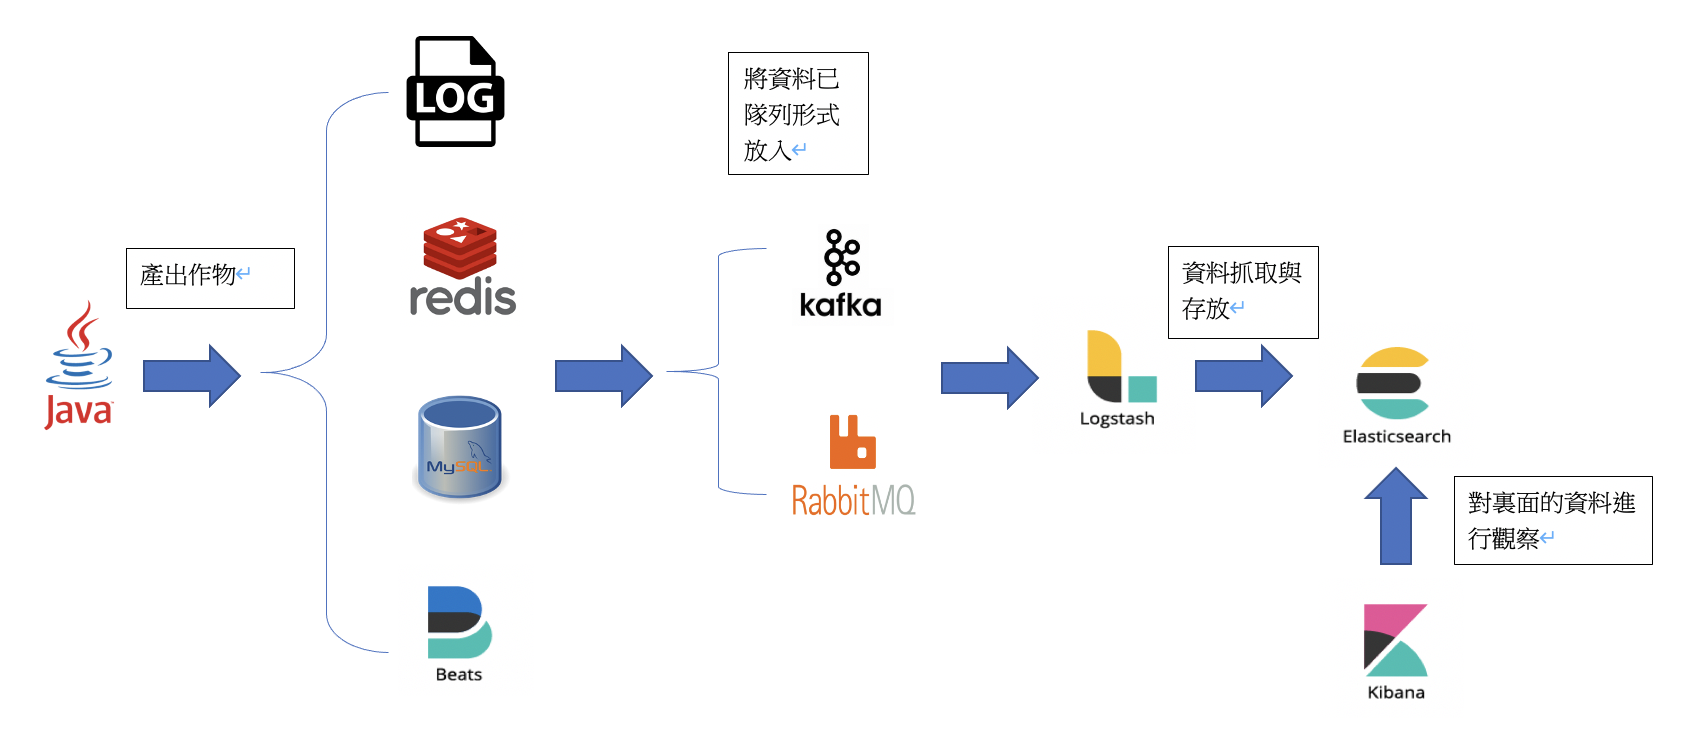 LOG
將資料已
隊列形式
放入↵
redis
產出作物↵
kafka
資料抓取與
存放↵
Java
Logstash
Elasticsearch
MySQL
RabbitMQ
對裏面的資料進
行觀察↵
Beats
Kibana